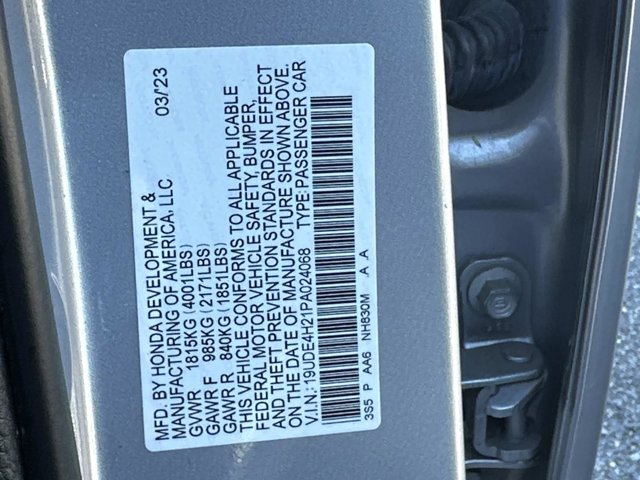 MFD. BY HONDA DEVELOPMENT & 03/'23
MANUFACTURING OF AMERICA, LLC.
GVWR 1815KG (4001LBS)
GAWR F 985KG (2171LBS)
GAWR R 840KG (1851LBS)
THIS VEHICLE CONFORMS TO ALL APPLICABLE
FEDERAL MOTOR VEHICLE SAFETY, BUMPER,
AND THEFT PREVENTION STANDARDS IN EFFECT
ON THE DATE OF MANUFACTURE SHOWN ABOVE.
V.I.N.: 19UDE4H21PA024068 TYPE: PASSENGER CAR
3S5 P AA6 NH830M A A